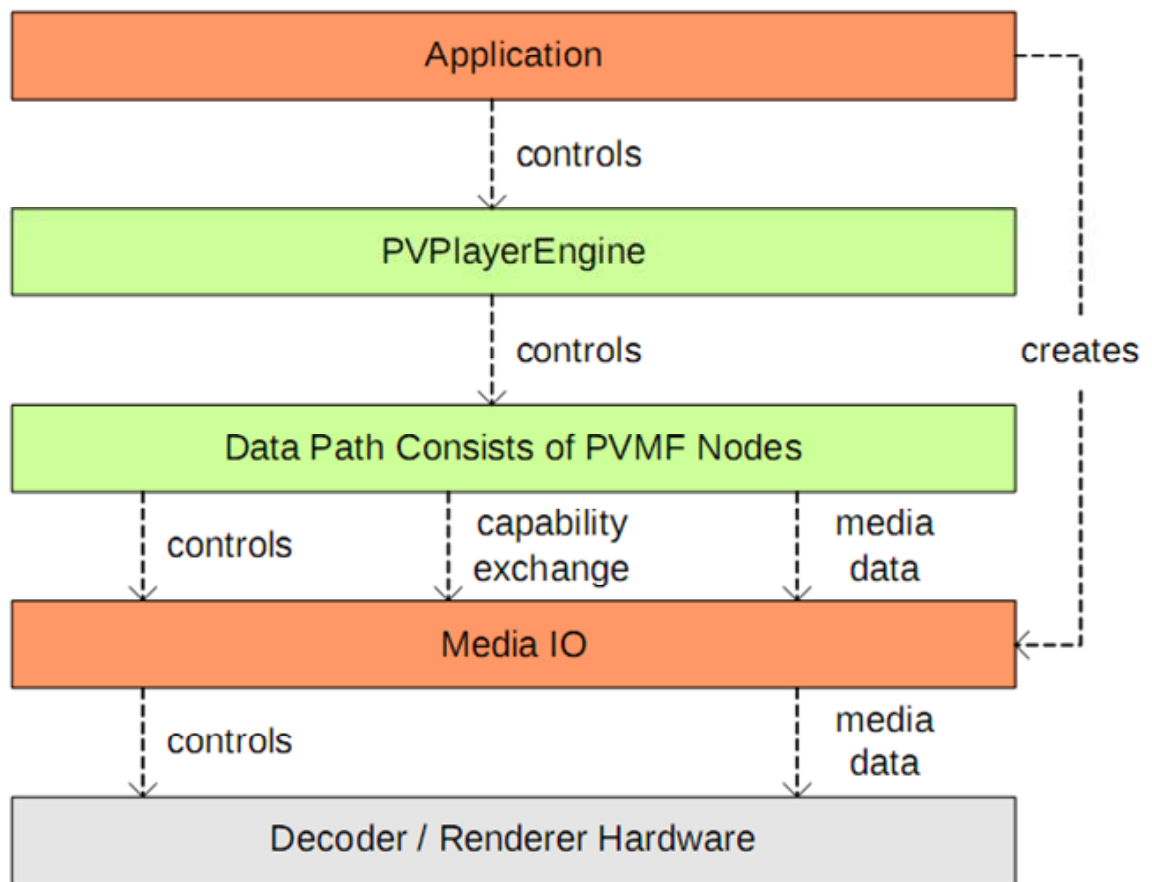 Application
controls
PVPlayerEngine
controls
creates
Data Path Consists of PVMF Nodes
controls
capability
exchange
media
data
Media IO
controls
media
data
Decoder / Renderer Hardware